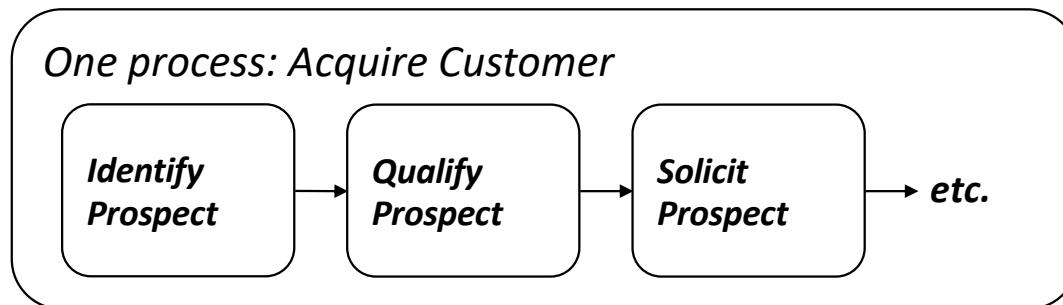 One process: Acquire Customer
Identify
Prospect
Qualify
Prospect
Solicit
Prospect
etc.